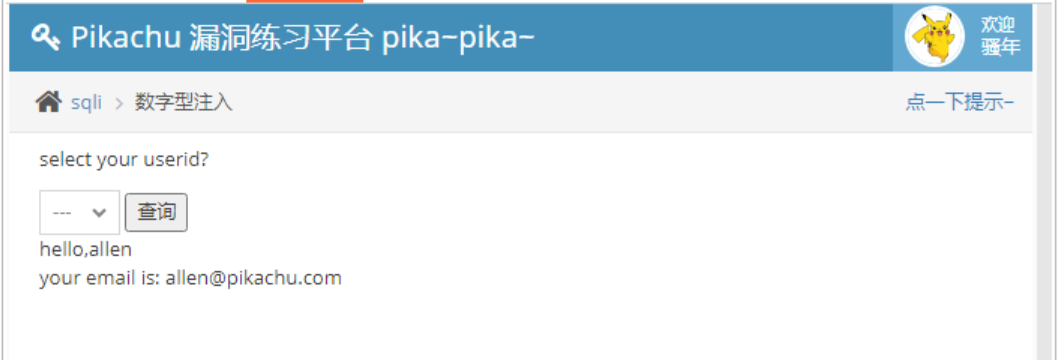 Pikachu 漏洞练习平台 pika~pika~
欢迎
骚年
sqli > 数字型注入
点一下提示~
select your userid?
---
查询
hello,allen
your email is: allen@pikachu.com